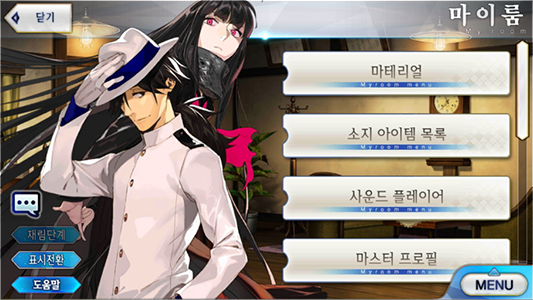 닫기
마이룸
My room
마테리얼
Myroom menu
소지 아이템 목록
Myroom menu
사운드 플레이어
Myroom menu
마스터 프로필
Myroom menu
재림단계
표시전환
도움말
MENU